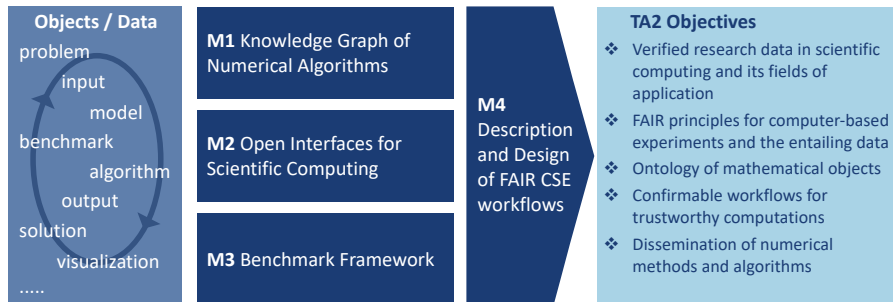 Objects / Data
problem
input
model
benchmark
algorithm
output
solution
visualization
.....
M1 Knowledge Graph of
Numerical Algorithms
M2 Open Interfaces for
Scientific Computing
M3 Benchmark Framework
M4
Description
and Design
of FAIR CSE
workflows
TA2 Objectives
❖ Verified research data in scientific
computing and its fields of
application
❖ FAIR principles for computer-based
experiments and the entailing data
❖ Ontology of mathematical objects
❖ Confirmable workflows for
trustworthy computations
❖ Dissemination of numerical
methods and algorithms